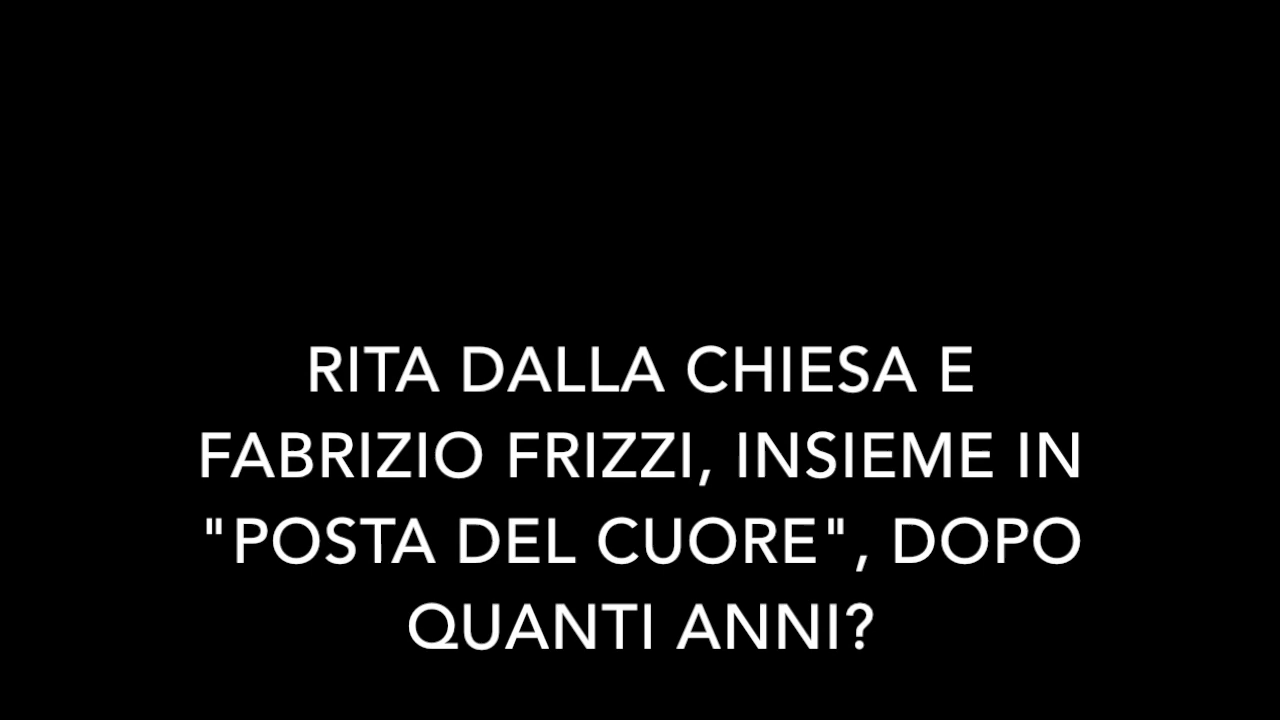 RITA DALLA CHIESA E
FABRIZIO FRIZZI, INSIEME IN
"POSTA DEL CUORE", DOPO
QUANTI ANNI?